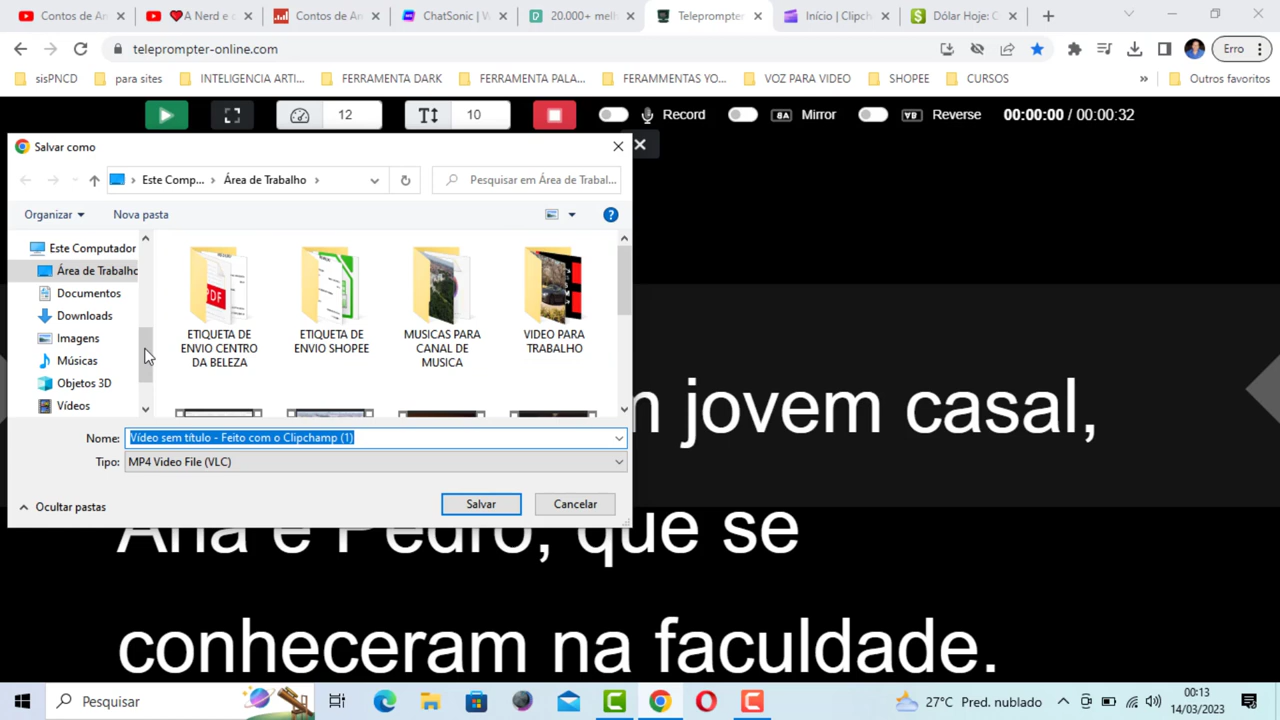 Contos de An
A Nerd e
Contos de An
ChatSonic | W
20.000+ melh
Teleprompter
Início | Clipch
Dólar Hoje: C
teleprompter-online.com
Erro
sisPNCD
para sites
INTELIGENCIA ARTI...
FERRAMENTA DARK
FERRAMENTA PALA...
FERAMMENTAS YO...
VOZ PARA VIDEO
SHOPEE
CURSOS
»
Outros favoritos
12
10
Record
Mirror
Reverse
00:00:00 / 00:00:32
Salvar como
Este Comp... › Área de Trabalho ›
Pesquisar em Área de Trabal...
Organizar
Nova pasta
Este Computador
Área de Trabalho
Documentos
Downloads
Imagens
Músicas
Objetos 3D
Vídeos
ETIQUETA DE
ENVIO CENTRO
DA BELEZA
ETIQUETA DE
ENVIO SHOPEE
MUSICAS PARA
CANAL DE
MUSICA
VIDEO PARA
TRABALHO
Nome: Vídeo sem título - Feito com o Clipchamp (1)
Tipo: MP4 Video File (VLC)
Ocultar pastas
Salvar
Cancelar
m jovem casal,
Ana e Pedro, que se
conheceram na faculdade.
Pesquisar
27°C Pred. nublado
00:13
14/03/2023